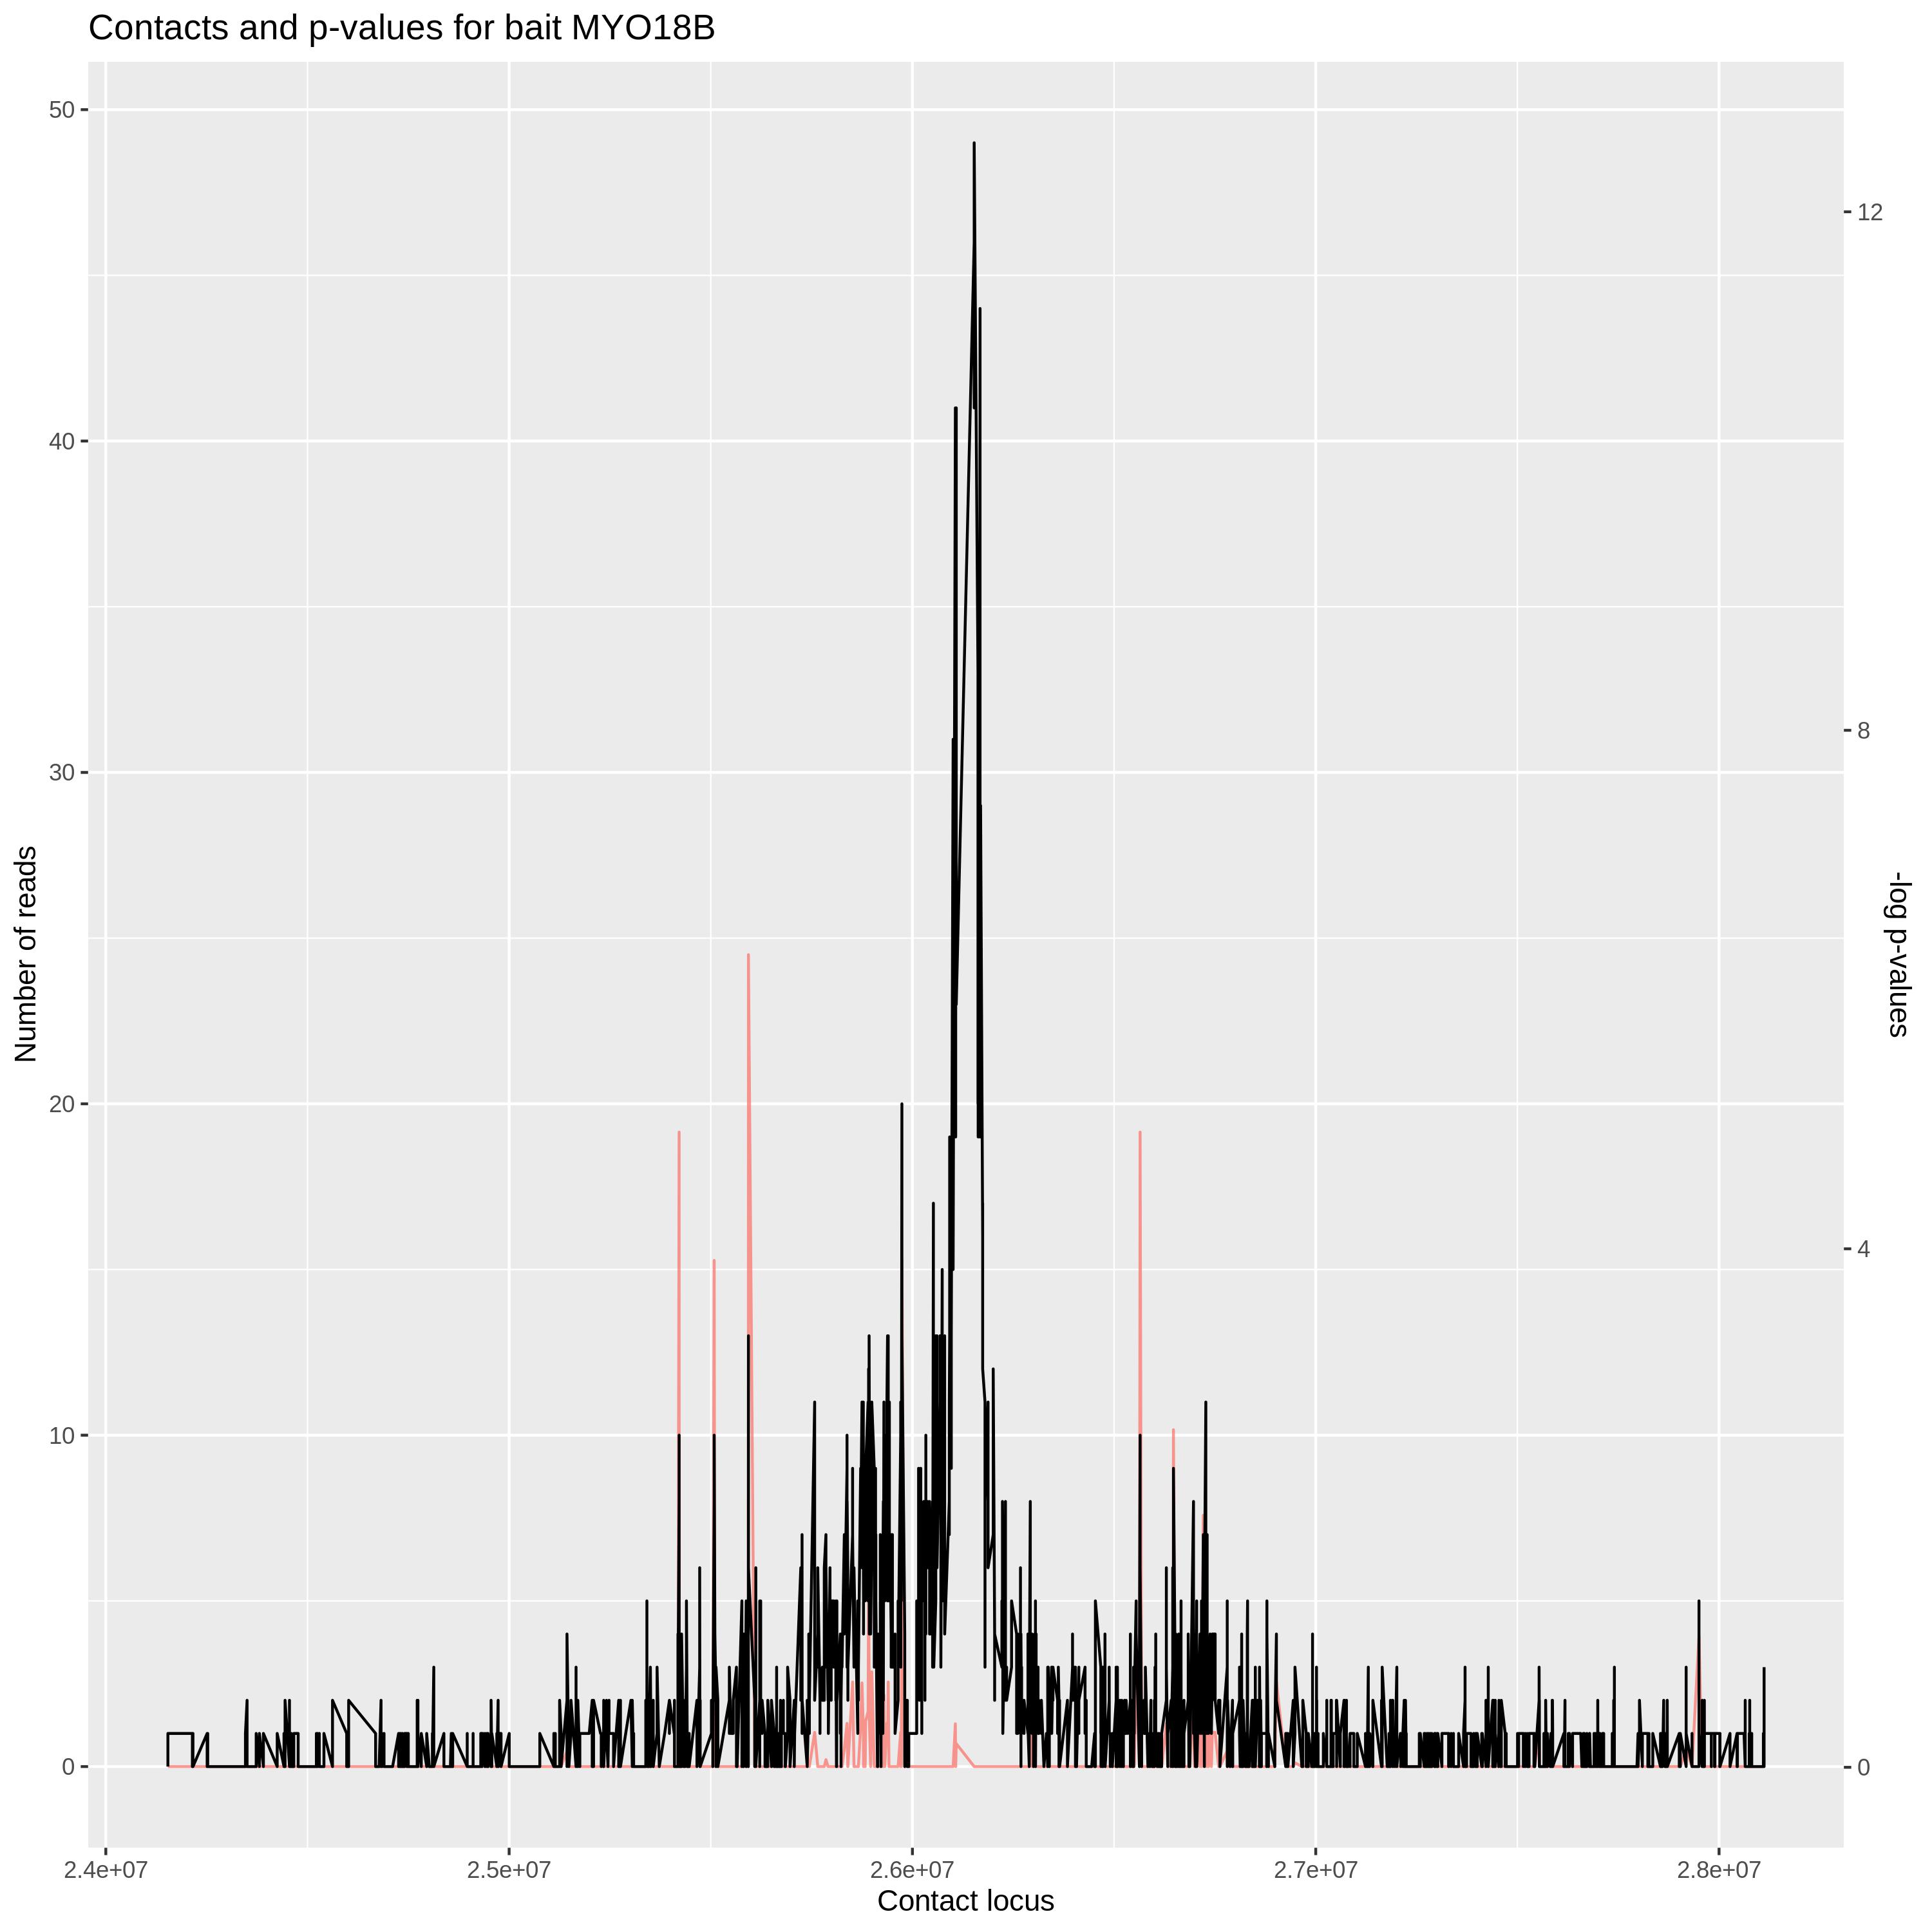 Contacts and p-values for bait MYO18B
50
40
30
20
10
0
Number of reads
12
8
4
0
-log p-values
2.4e+07 2.5e+07 2.6e+07 2.7e+07 2.8e+07
Contact locus